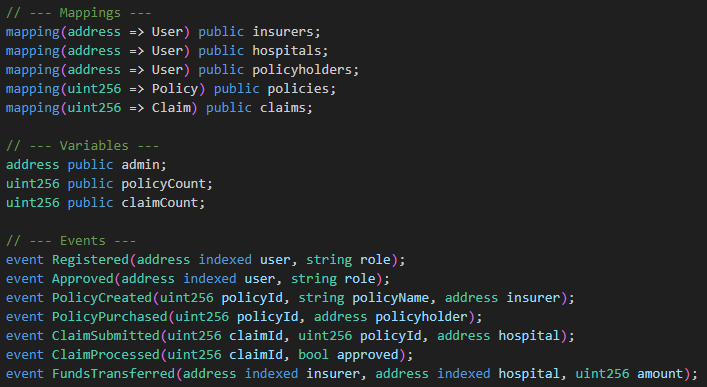 // --- Mappings ---
mapping(address => User) public insurers;
mapping(address => User) public hospitals;
mapping(address => User) public policyholders;
mapping(uint256 => Policy) public policies;
mapping(uint256 => Claim) public claims;
// --- Variables ---
address public admin;
uint256 public policyCount;
uint256 public claimCount;
// --- Events ---
event Registered(address indexed user, string role);
event Approved(address indexed user, string role);
event PolicyCreated(uint256 policyId, string policyName, address insurer);
event PolicyPurchased(uint256 policyId, address policyholder);
event ClaimSubmitted(uint256 claimId, uint256 policyId, address hospital);
event ClaimProcessed(uint256 claimId, bool approved);
event FundsTransferred(address indexed insurer, address indexed hospital, uint256 amount);